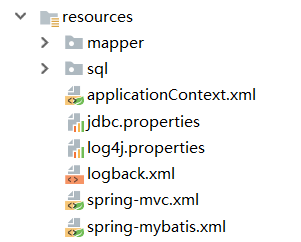 resources
mapper
sql
applicationContext.xml
jdbc.properties
log4j.properties
logback.xml
spring-mvc.xml
spring-mybatis.xml